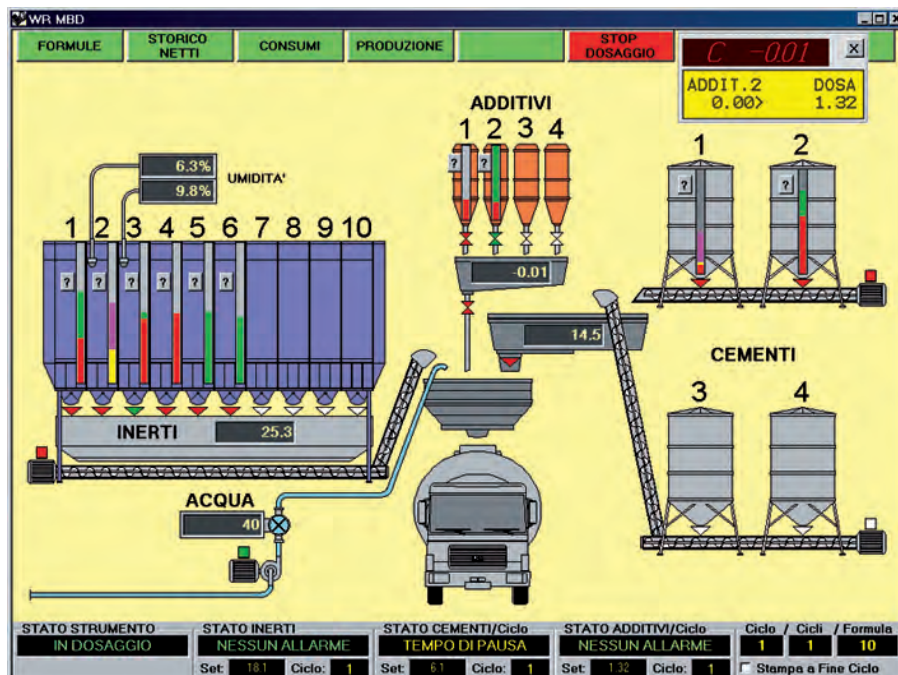 WR MBD
FORMULE
STORICO NETTI
CONSUMI
PRODUZIONE
STOP DOSAGGIO
C -0.01
X
ADDIT.2 DOSA
0.00> 1.32
ADDITIVI
1 2 3 4
? ?
6.3%
9.8%
UMIDITA'
1 2 3 4 5 6 7 8 9 10
? ? ? ? ? ?
-0.01
14.5
1 2
? ?
CEMENTI
3 4
INERTI 25.3
ACQUA
40
STATO STRUMENTO
IN DOSAGGIO
STATO INERTI
NESSUN ALLARME
Set: 18.1 Ciclo: 1
STATO CEMENTI/Ciclo
TEMPO DI PAUSA
Set: 6.1 Ciclo: 1
STATO ADDITIVI/Ciclo
NESSUN ALLARME
Set: 1.32 Ciclo: 1
Ciclo / Cicli / Formula
1 1 10
Stampa a Fine Ciclo